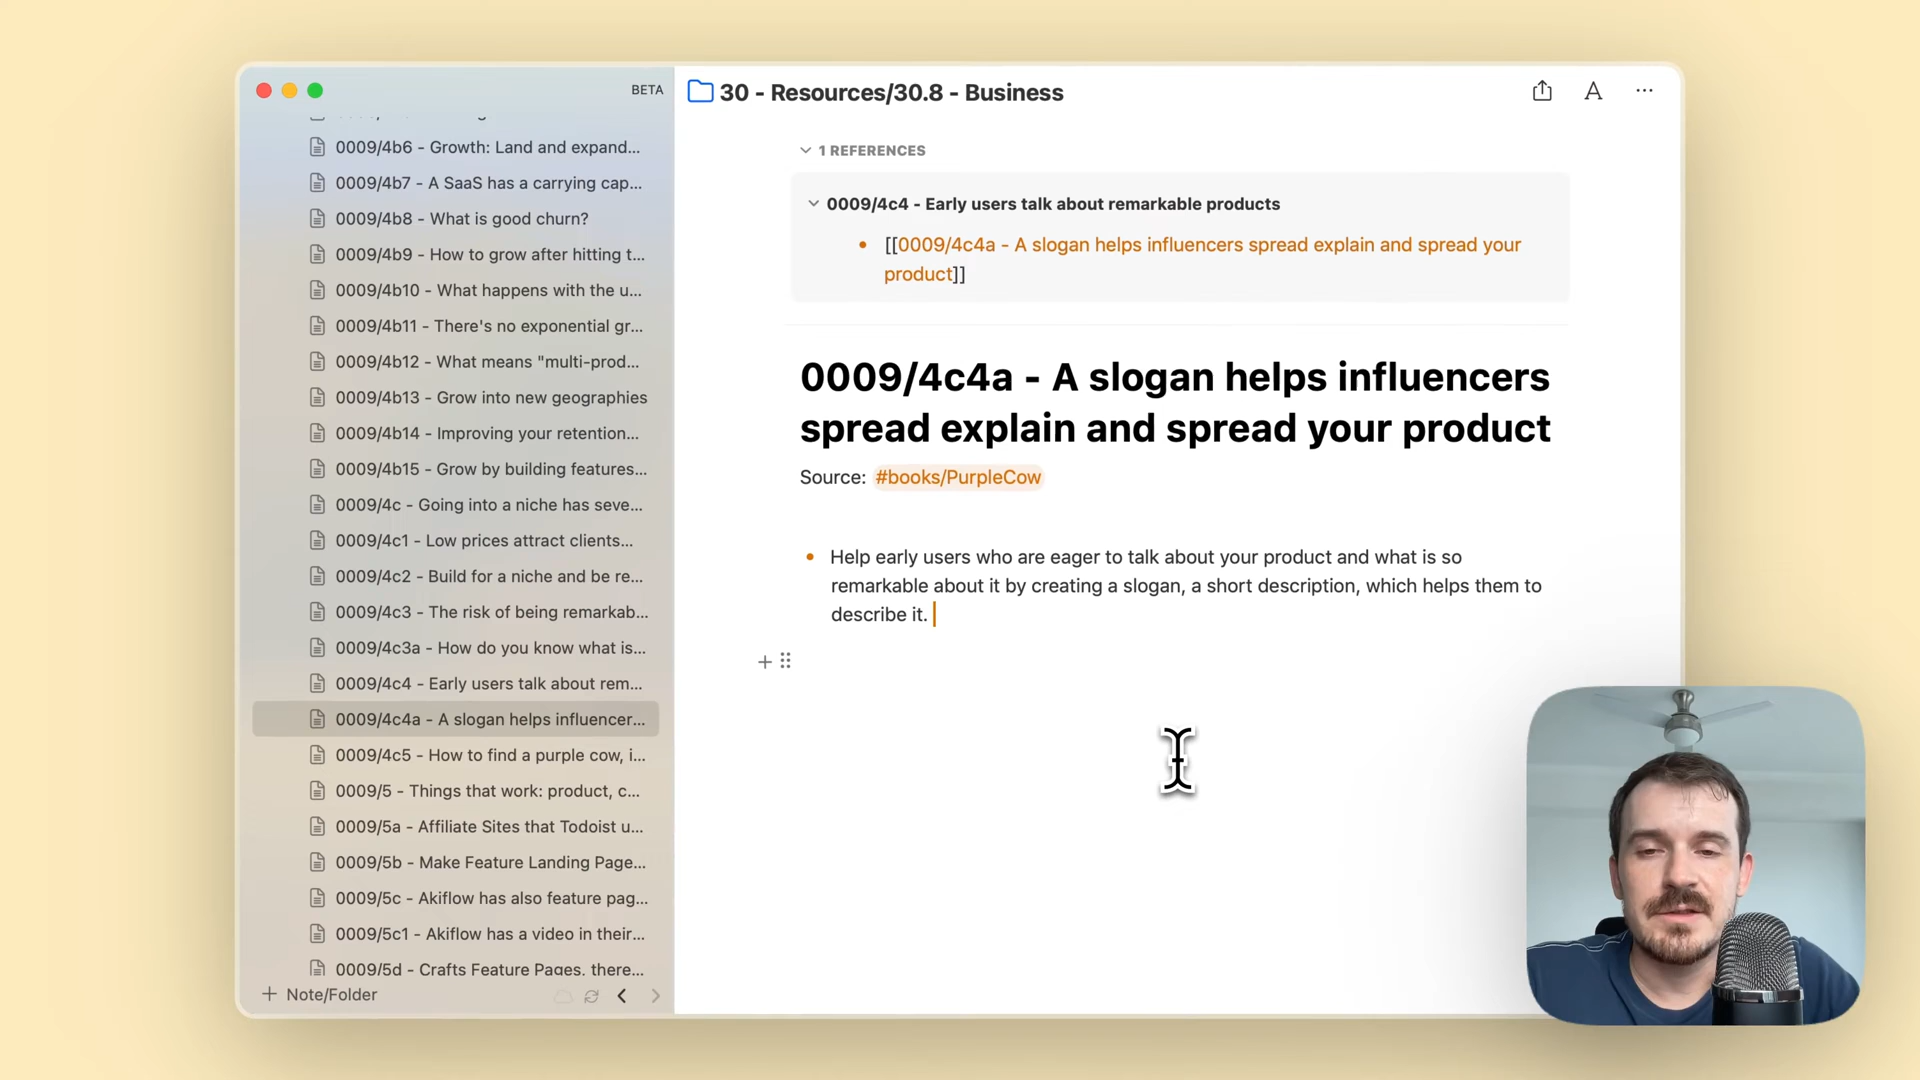 BETA
0009/4b6 - Growth: Land and expand...
0009/4b7 - A SaaS has a carrying cap...
0009/4b8 - What is good churn?
0009/4b9 - How to grow after hitting t...
0009/4b10 - What happens with the u...
0009/4b11 - There's no exponential gr...
0009/4b12 - What means "multi-prod...
0009/4b13 - Grow into new geographies
0009/4b14 - Improving your retention...
0009/4b15 - Grow by building features...
0009/4c - Going into a niche has seve...
0009/4c1 - Low prices attract clients...
0009/4c2 - Build for a niche and be re...
0009/4c3 - The risk of being remarkab...
0009/4c3a - How do you know what is...
0009/4c4 - Early users talk about rem...
0009/4c4a - A slogan helps influencer...
0009/4c5 - How to find a purple cow, i...
0009/5 - Things that work: product, c...
0009/5a - Affiliate Sites that Todoist u...
0009/5b - Make Feature Landing Page...
0009/5c - Akiflow has also feature pag...
0009/5c1 - Akiflow has a video in their...
0009/5d - Crafts Feature Pages. there...
+ Note/Folder
30 - Resources/30.8 - Business
1 REFERENCES
0009/4c4 - Early users talk about remarkable products
• [[0009/4c4a - A slogan helps influencers spread explain and spread your
product]]
0009/4c4a - A slogan helps influencers
spread explain and spread your product
Source: #books/PurpleCow
• Help early users who are eager to talk about your product and what is so
remarkable about it by creating a slogan, a short description, which helps them to
describe it.